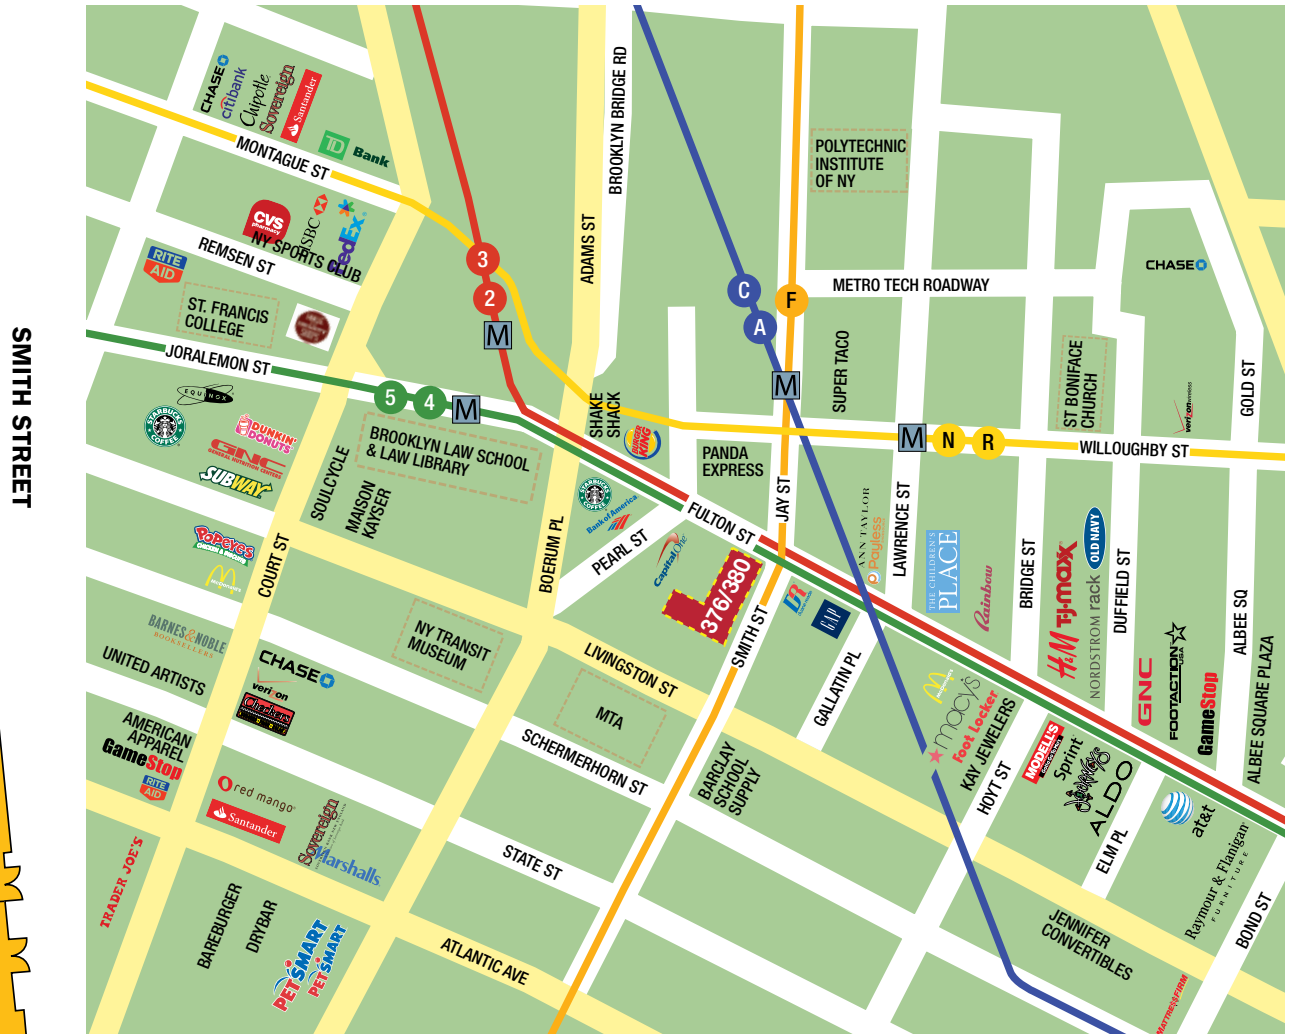 SMITH STREET
CHASE
citibank
Chipotle
Sovereign
Santander
TD
Bank
MONTAGUE ST
CVS
pharmacy
HSBC
FedEx
NY SPORTS CLUB
REMSEN ST
RITE
AID
ST. FRANCIS
COLLEGE
JORALEMON ST
3
2
M
5
4
M
ADAMS ST
BROOKLYN BRIDGE RD
C
A
F
M
POLYTECHNIC
INSTITUTE
OF NY
METRO TECH ROADWAY
SUPER TACO
CHASE
ST BONIFACE
CHURCH
verizon
GOLD ST
EQUINOX
STARBUCKS
COFFEE
DUNKIN'
DONUTS
GNC
GENERAL NUTRITION CENTERS
SUBWAY
SOULCYCLE
MAISON
KAYSER
BROOKLYN LAW SCHOOL
& LAW LIBRARY
SHAKE
SHACK
BURGER
KING
PANDA
EXPRESS
M
N
R
WILLOUGHBY ST
STARBUCKS
COFFEE
Bank of America
PEARL ST
FULTON ST
JAY ST
BOERUM PL
Capital One
376/380
SMITH ST
DR
GAP
ANN TAYLOR
Payless
LAWRENCE ST
THE CHILDREN'S
PLACE
Rainbow
BRIDGE ST
H&M
T.J.maxx
NORDSTROM rack
OLD NAVY
DUFFIELD ST
GNC
FOOTACTION
USA
GameStop
ALBEE SQ
ALBEE SQUARE PLAZA
POPEYES
CHICKEN & BISCUITS
McDONALD'S
COURT ST
BARNES&NOBLE
BOOKSELLERS
UNITED ARTISTS
CHASE
verizon
Checkers
AMERICAN
APPAREL
GameStop
RITE
AID
NY TRANSIT
MUSEUM
LIVINGSTON ST
MTA
SCHERMERHORN ST
GALLATIN PL
BARCLAY
SCHOOL
SUPPLY
macy's
Foot Locker
KAY JEWELERS
HOYT ST
MODELL'S
Sprint
Journeys
ALDO
ELM PL
at&t
Raymour & Flanigan
FURNITURE
BOND ST
red mango
Santander
Sovereign
Marshalls
STATE ST
TRADER JOE'S
BAREBURGER
DRYBAR
PETSMART
PETSMART
ATLANTIC AVE
JENNIFER
CONVERTIBLES
MATTRESS FIRM